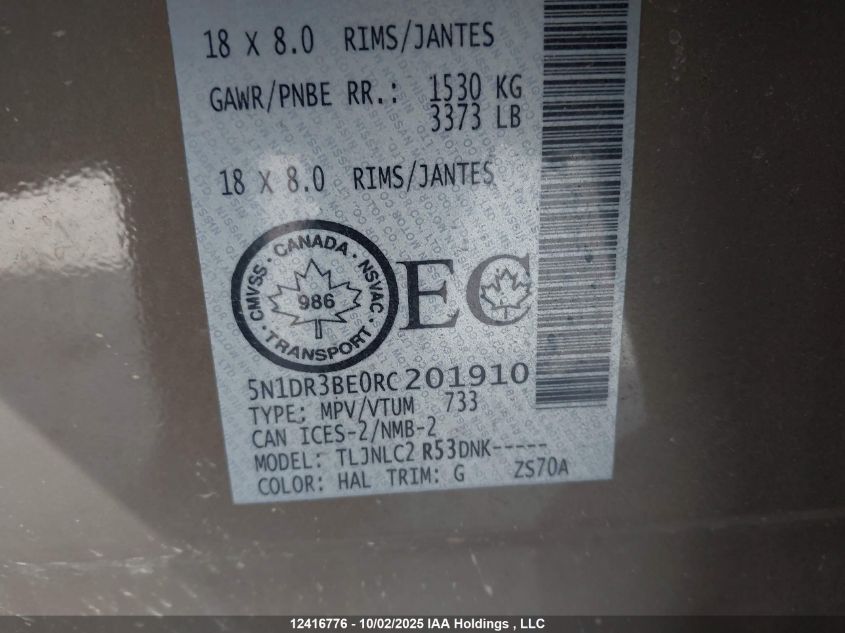 18 X 8.0 RIMS/JANTES
GAWR/PNBE RR.: 1530 KG
3373 LB
18 X 8.0 RIMS/JANTES
CANADA · NSVAC · TRANSPORT · CMVSS ·
986
EC
5N1DR3BE0RC201910
TYPE: MPV/VTUM 733
CAN ICES-2/NMB-2
MODEL: TLJNLC2 R53DNK-----
COLOR: HAL TRIM: G ZS70A
12416776 - 10/02/2025 IAA Holdings , LLC